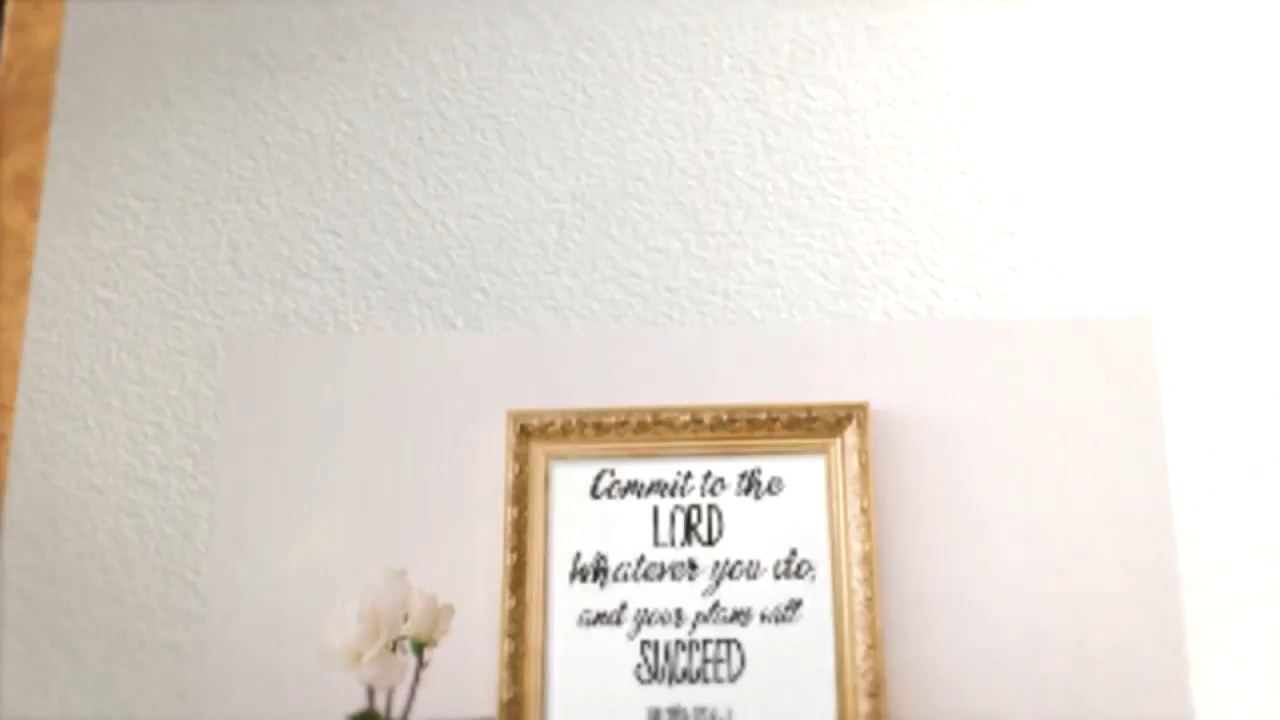 Commit to the
LORD
Whatever you do,
and your plans will
SUCCEED